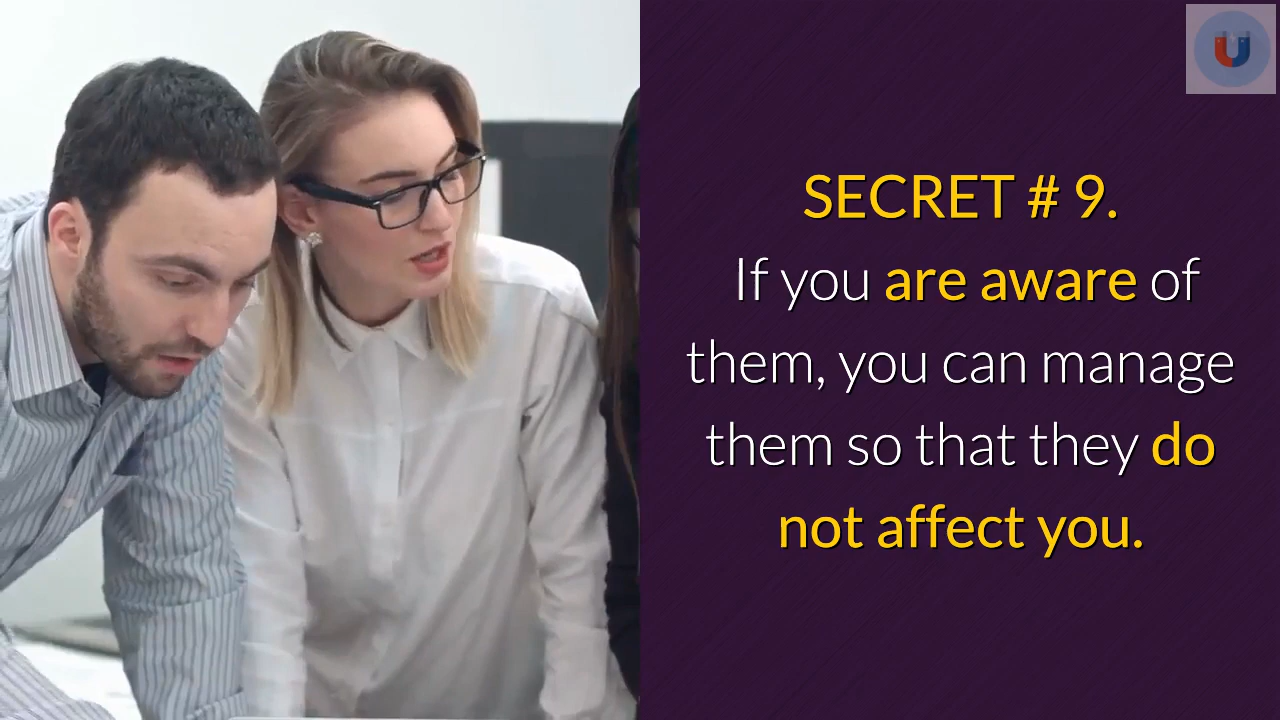 SECRET # 9.
If you are aware of
them, you can manage
them so that they do
not affect you.